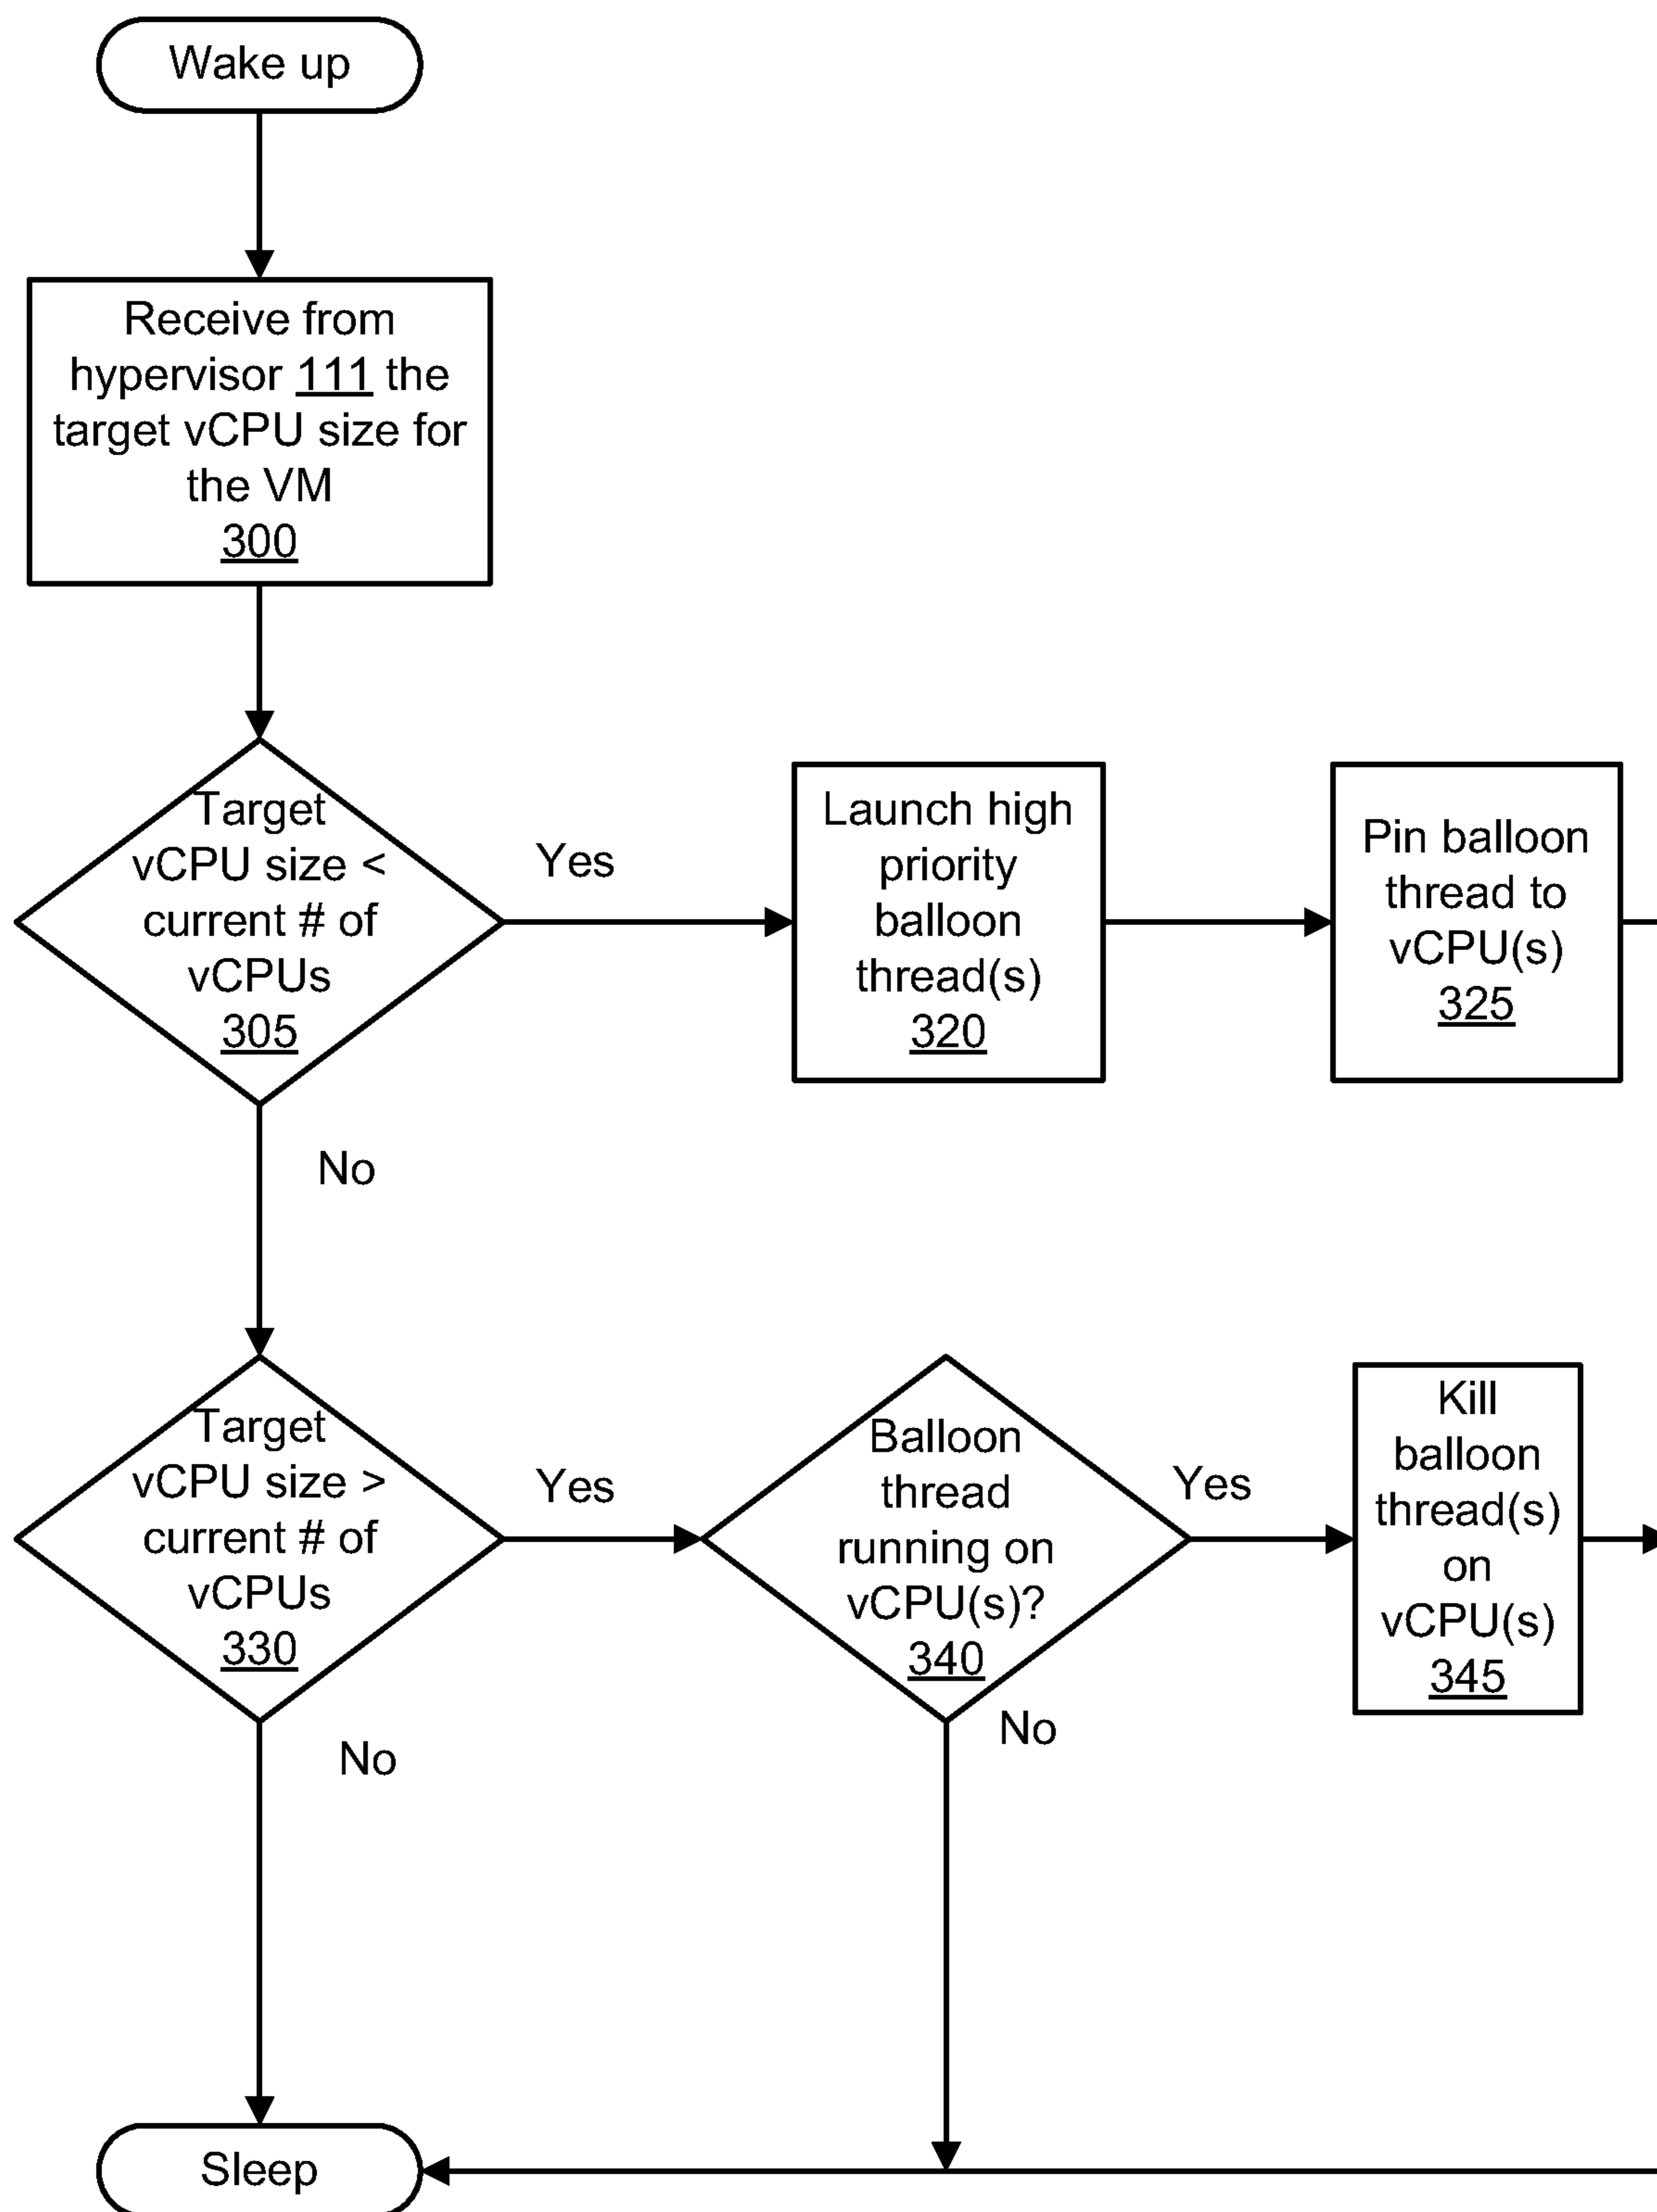 Wake up
Receive from
hypervisor 111 the
target vCPU size for
the VM
300
Target
vCPU size <
current # of
vCPUs
305
Yes
Launch high
priority
balloon
thread(s)
320
Pin balloon
thread to
vCPU(s)
325
No
Target
vCPU size >
current # of
vCPUs
330
Yes
Balloon
thread
running on
vCPU(s)?
340
Yes
Kill
balloon
thread(s)
on
vCPU(s)
345
No
No
Sleep